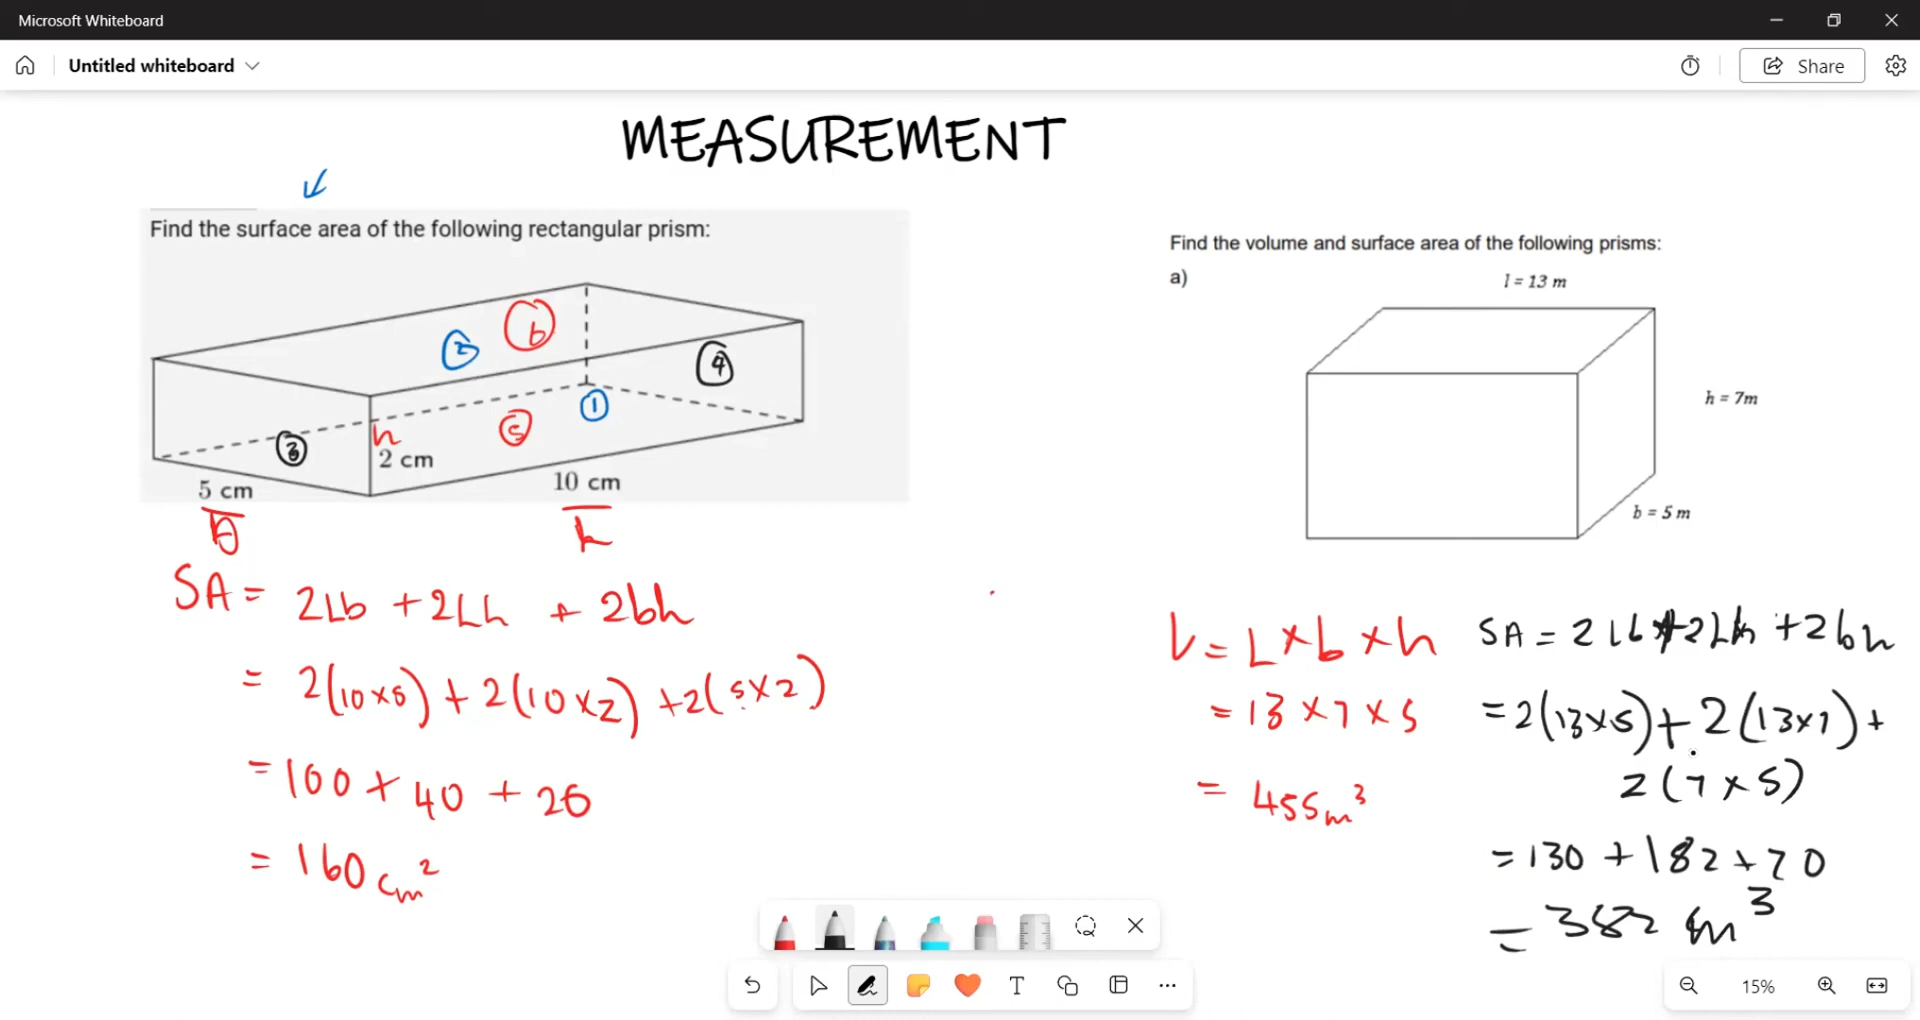 Microsoft Whiteboard
Untitled whiteboard
Share
MEASUREMENT
Find the surface area of the following rectangular prism:
2
6
4
1
5
3
h
2 cm
5 cm
10 cm
b
L
SA = 2Lb + 2Lh + 2bh
= 2(10×5) + 2(10×2) + 2(5×2)
= 100 + 40 + 20
= 160 cm²
Find the volume and surface area of the following prisms:
a)
l = 13 m
h = 7m
b = 5 m
V = L × b × h
= 13 × 7 × 5
= 455m³
SA = 2Lb + 2Lh + 2bh
= 2(13×5) + 2(13×7) +
2(7×5)
= 130 + 182 + 70
= 382 m³
15%